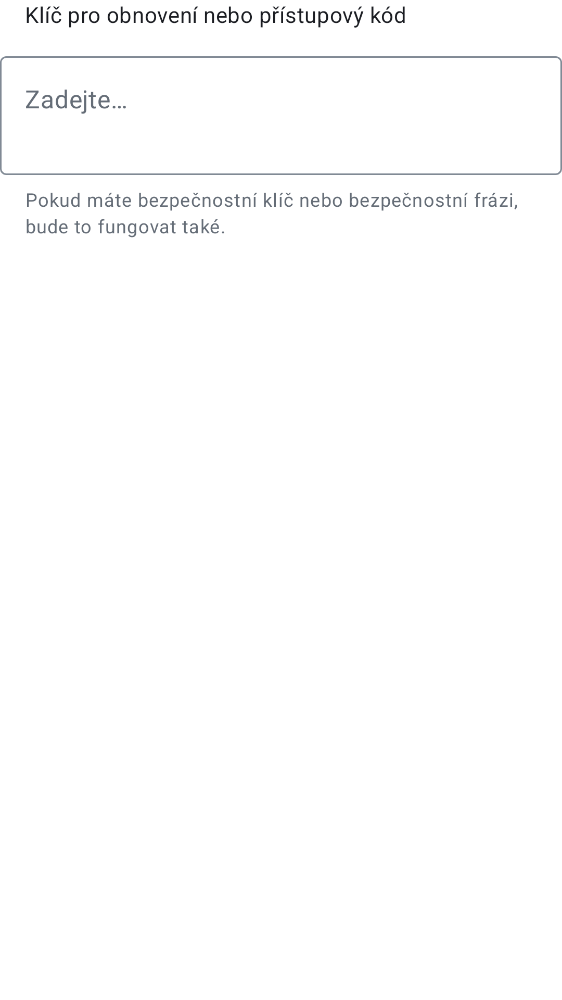 Klíč pro obnovení nebo přístupový kód
Zadejte…
Pokud máte bezpečnostní klíč nebo bezpečnostní frázi,
bude to fungovat také.